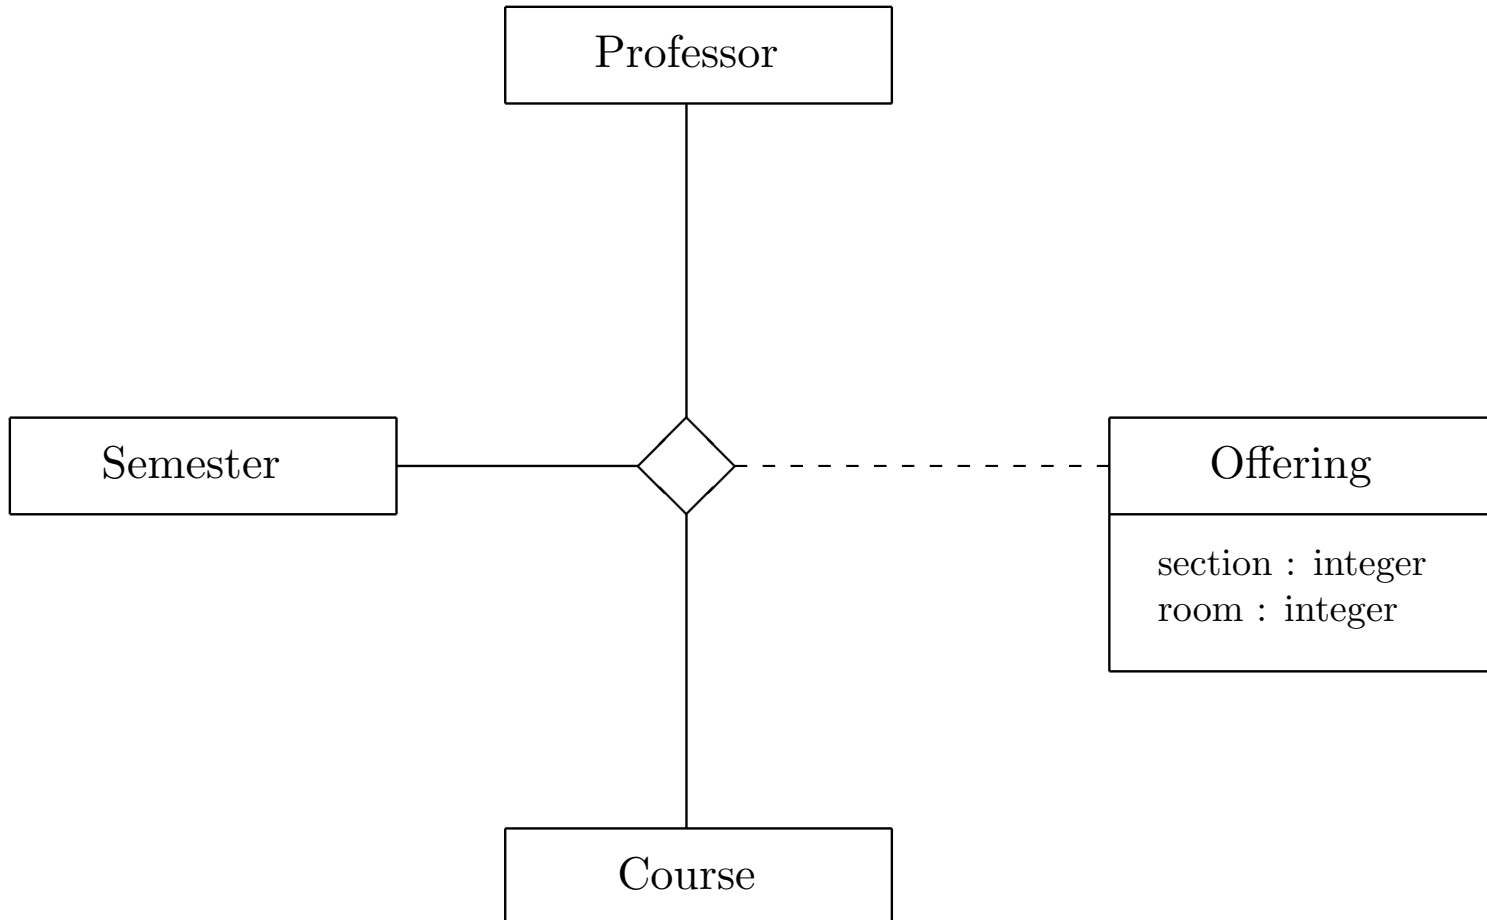 Professor
Semester
Offering
section : integer
room : integer
Course